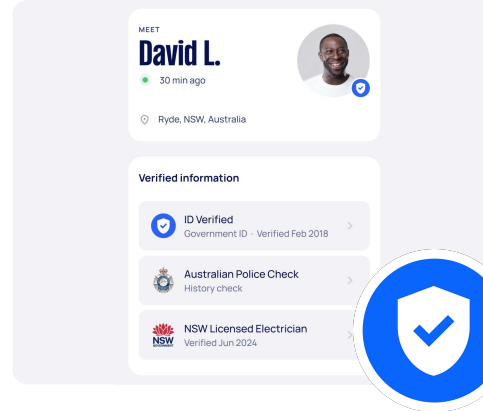 MEET
David L.
30 min ago
Ryde, NSW, Australia
Verified information
ID Verified
Government ID · Verified Feb 2018
Australian Police Check
History check
NSW Licensed Electrician
NSW
Verified Jun 2024